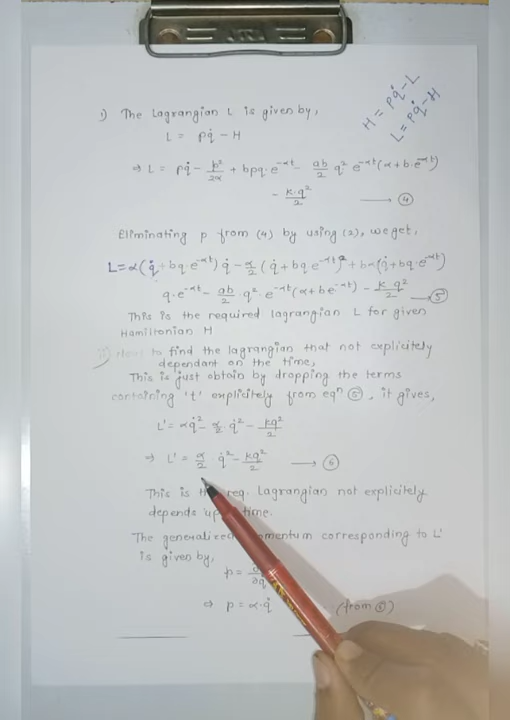 H = pq̇-L
L = pq̇-H
1) The Lagrangian L is given by,
L = pq̇ - H
⇒ L = pq̇ - p²/2α + bpq·e^-αt - ab/2 q² e^-αt (α + b·e^-αt)
- k·q²/2 ⟶ ④
Eliminating p from (4) by using (2), we get,
L = α(q̇ + bq·e^-αt) q̇ - α/2 (q̇ + bq e^-αt)² + bα(q̇ + bq·e^-αt)
q·e^-αt - ab/2 ·q² e^-αt (α + be^-αt) - k q²/2 ⟶ ⑤
This is the required lagrangian L for given
Hamiltonian H
to find the lagrangian that not explicitely
dependant on the time,
This is just obtain by dropping the terms
containing 't' explicitely from eqⁿ ⑤, it gives,
L' = αq̇² - α/2 ·q̇² - kq²/2
⇒ L' = α/2 ·q̇² - kq²/2 ⟶ ⑥
This is req. Lagrangian not explicitely
depends time.
The generalized momentum corresponding to L'
is given by,
p =
⇒ p = α·q̇ (from ⑥)